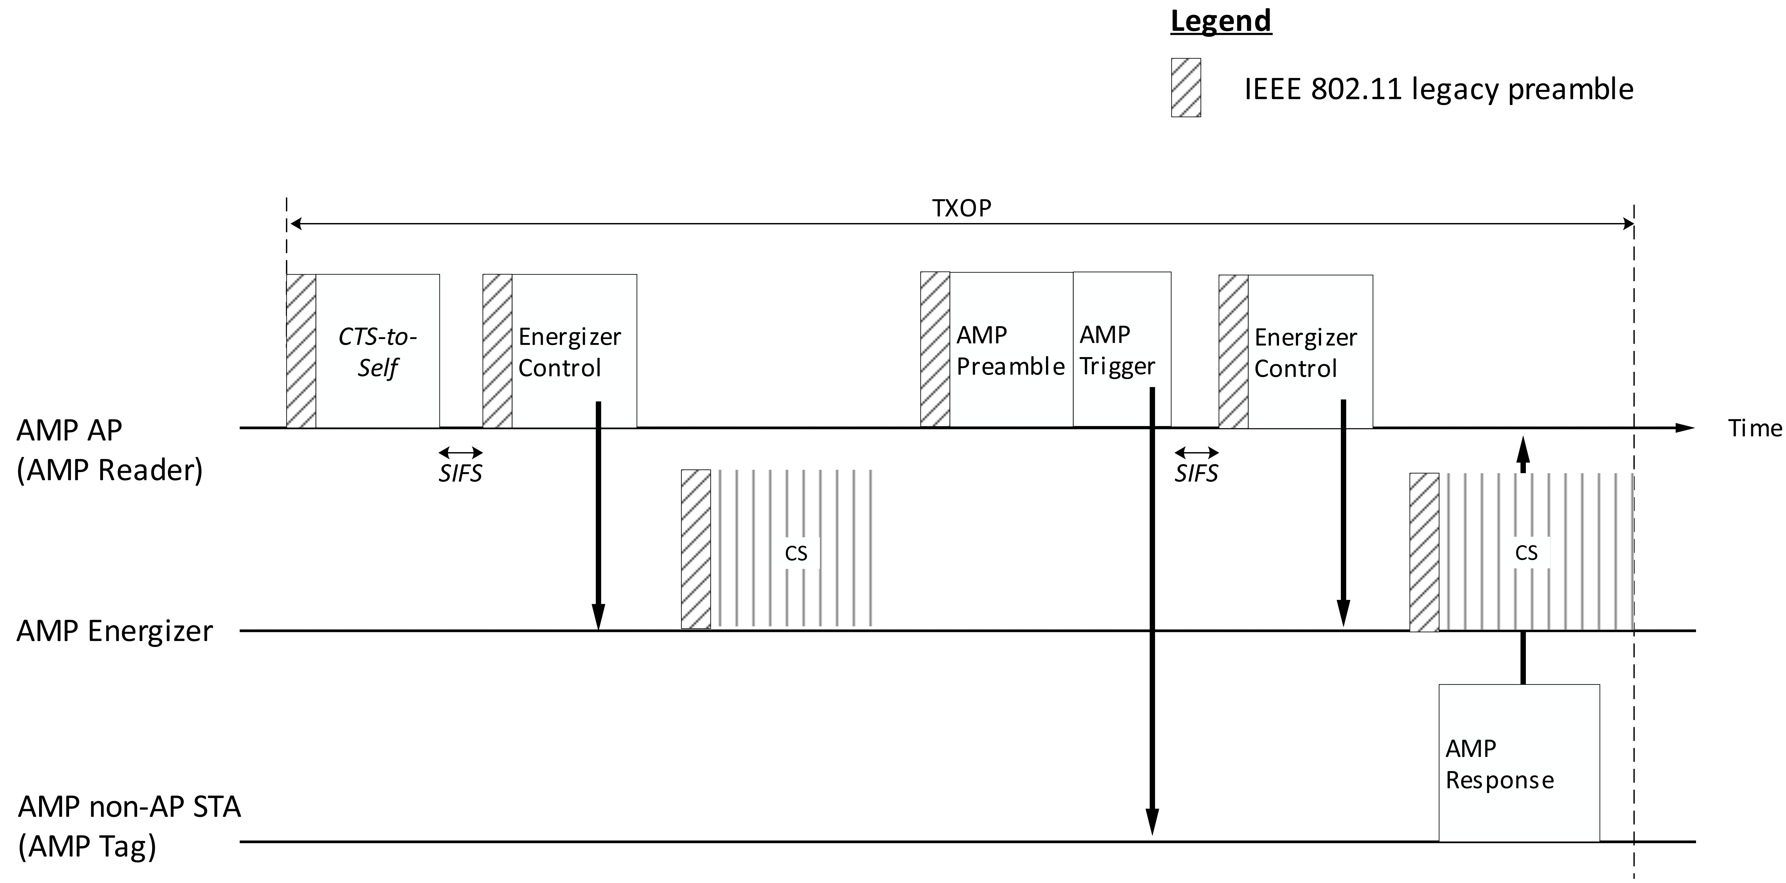 Legend
IEEE 802.11 legacy preamble
TXOP
CTS-to-
Self
Energizer
Control
AMP
Preamble
AMP
Trigger
Energizer
Control
AMP AP
(AMP Reader)
Time
SIFS
SIFS
CS
CS
AMP Energizer
AMP
Response
AMP non-AP STA
(AMP Tag)